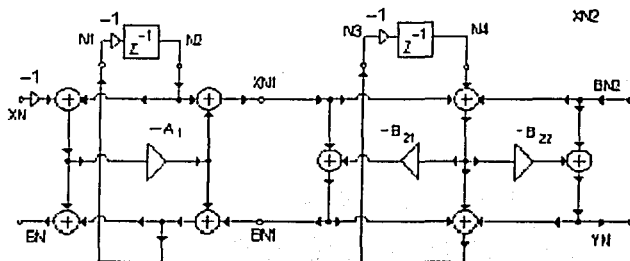 −1 −1 XN2
N1 z⁻¹ N2 N3 z⁻¹ N4
−1 XN1 BN2
XN −A₁ −B₂₁ −B₂₂
BN BN1 YN